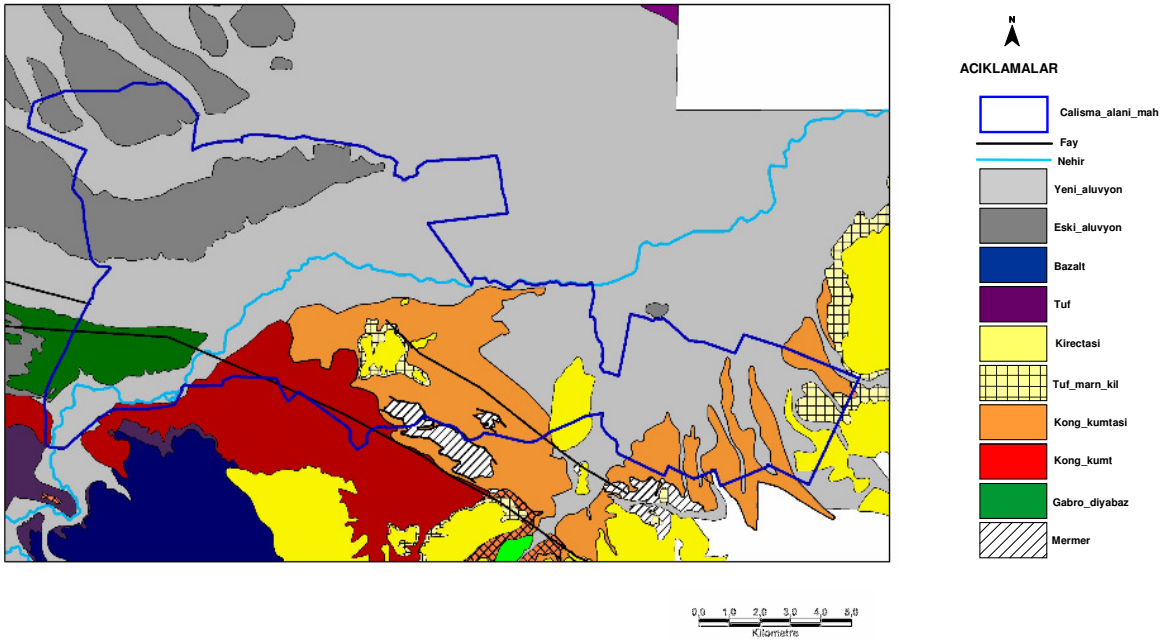 N
ACIKLAMALAR
Calisma_alani_mah
Fay
Nehir
Yeni_aluvyon
Eski_aluvyon
Bazalt
Tuf
Kirectasi
Tuf_marn_kil
Kong_kumtasi
Kong_kumt
Gabro_diyabaz
Mermer
0,0 1,0 2,0 3,0 4,0 5,0
Kilometre